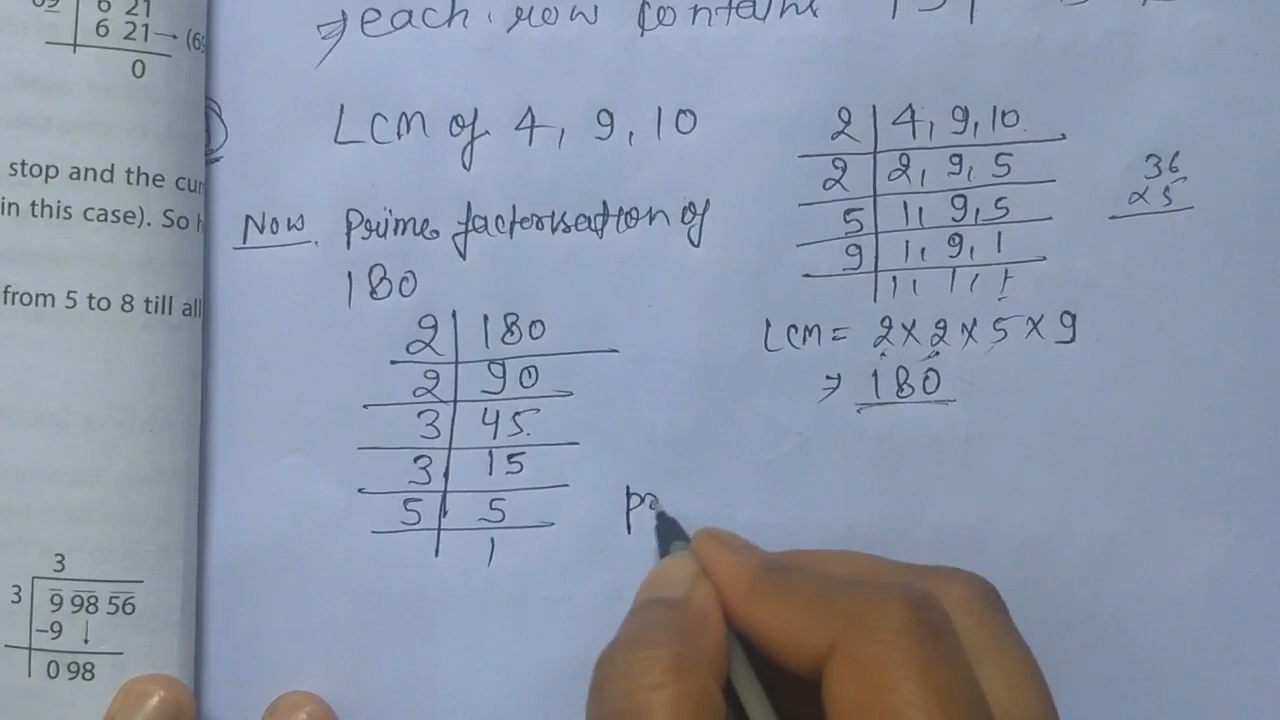 6 21
6 21 → (6
0
stop and the cur
in this case). So
from 5 to 8 till all
3
3 9 98 56
-9 ↓
0 98
⇒ each row contains
LCM of 4, 9, 10
Now. Prime factorisation of
180
2 | 180
2 | 90
3 | 45
3 | 15
5 | 5
1
2 | 4, 9, 10
2 | 2, 9, 5
5 | 1, 9, 5
9 | 1, 9, 1
1, 1, 1
LCM = 2 × 2 × 5 × 9
⇒ 180
36
× 5